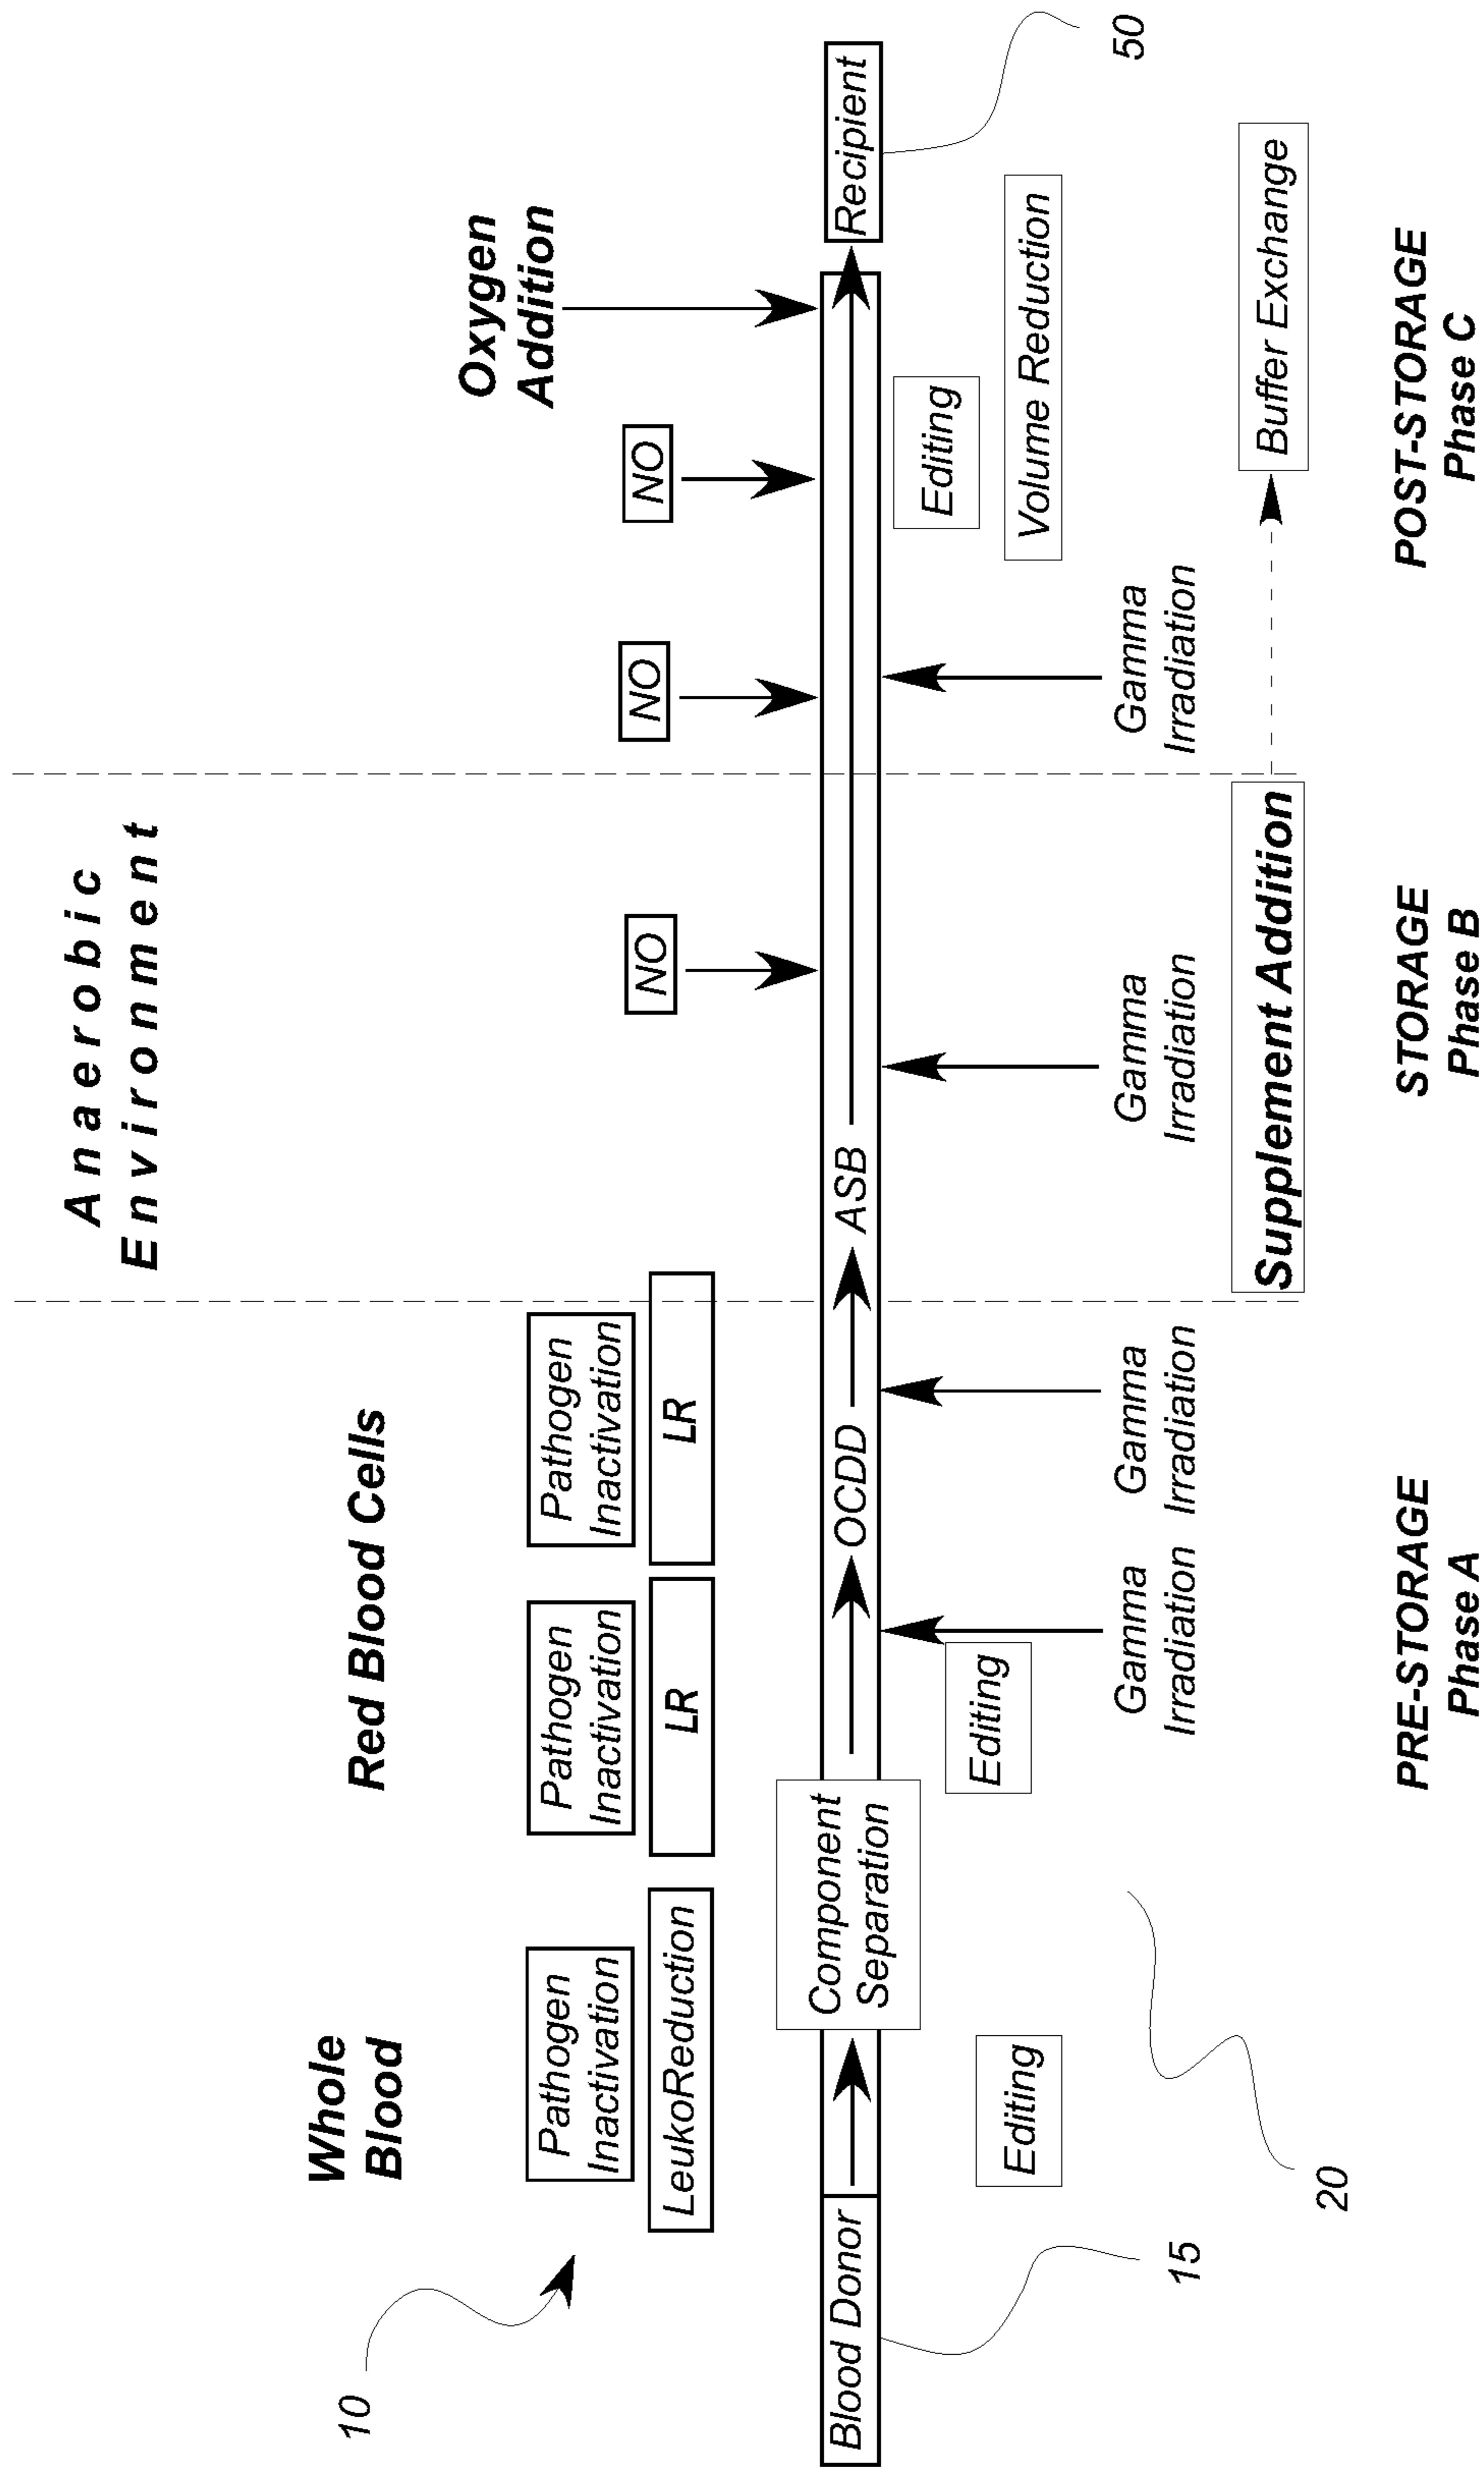 Anaerobic
Environment
Whole
Blood
Red Blood Cells
Oxygen
Addition
10
Pathogen
Inactivation
Pathogen
Inactivation
Pathogen
Inactivation
LeukoReduction
LR
LR
NO
NO
NO
Blood Donor
Component
Separation
OCDD
ASB
Recipient
Editing
Editing
Editing
Volume Reduction
15
20
50
Gamma
Irradiation
Gamma
Irradiation
Gamma
Irradiation
Gamma
Irradiation
Supplement Addition
Buffer Exchange
PRE-STORAGE
Phase A
STORAGE
Phase B
POST-STORAGE
Phase C